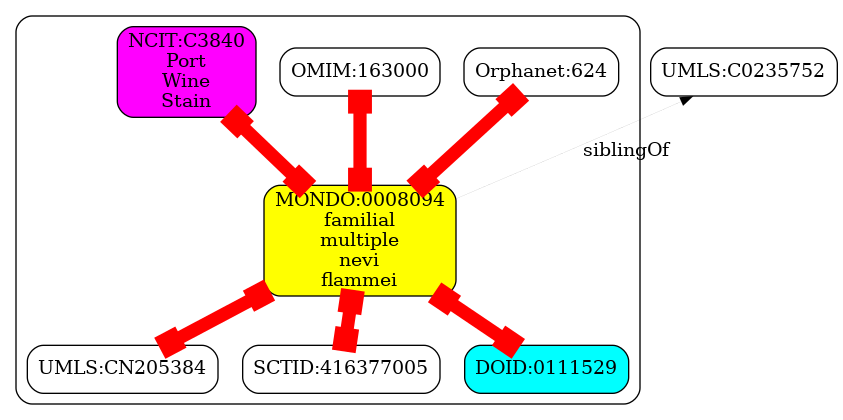 NCIT:C3840
Port
Wine
Stain
OMIM:163000
Orphanet:624
UMLS:C0235752
siblingOf
MONDO:0008094
familial
multiple
nevi
flammei
UMLS:CN205384
SCTID:416377005
DOID:0111529